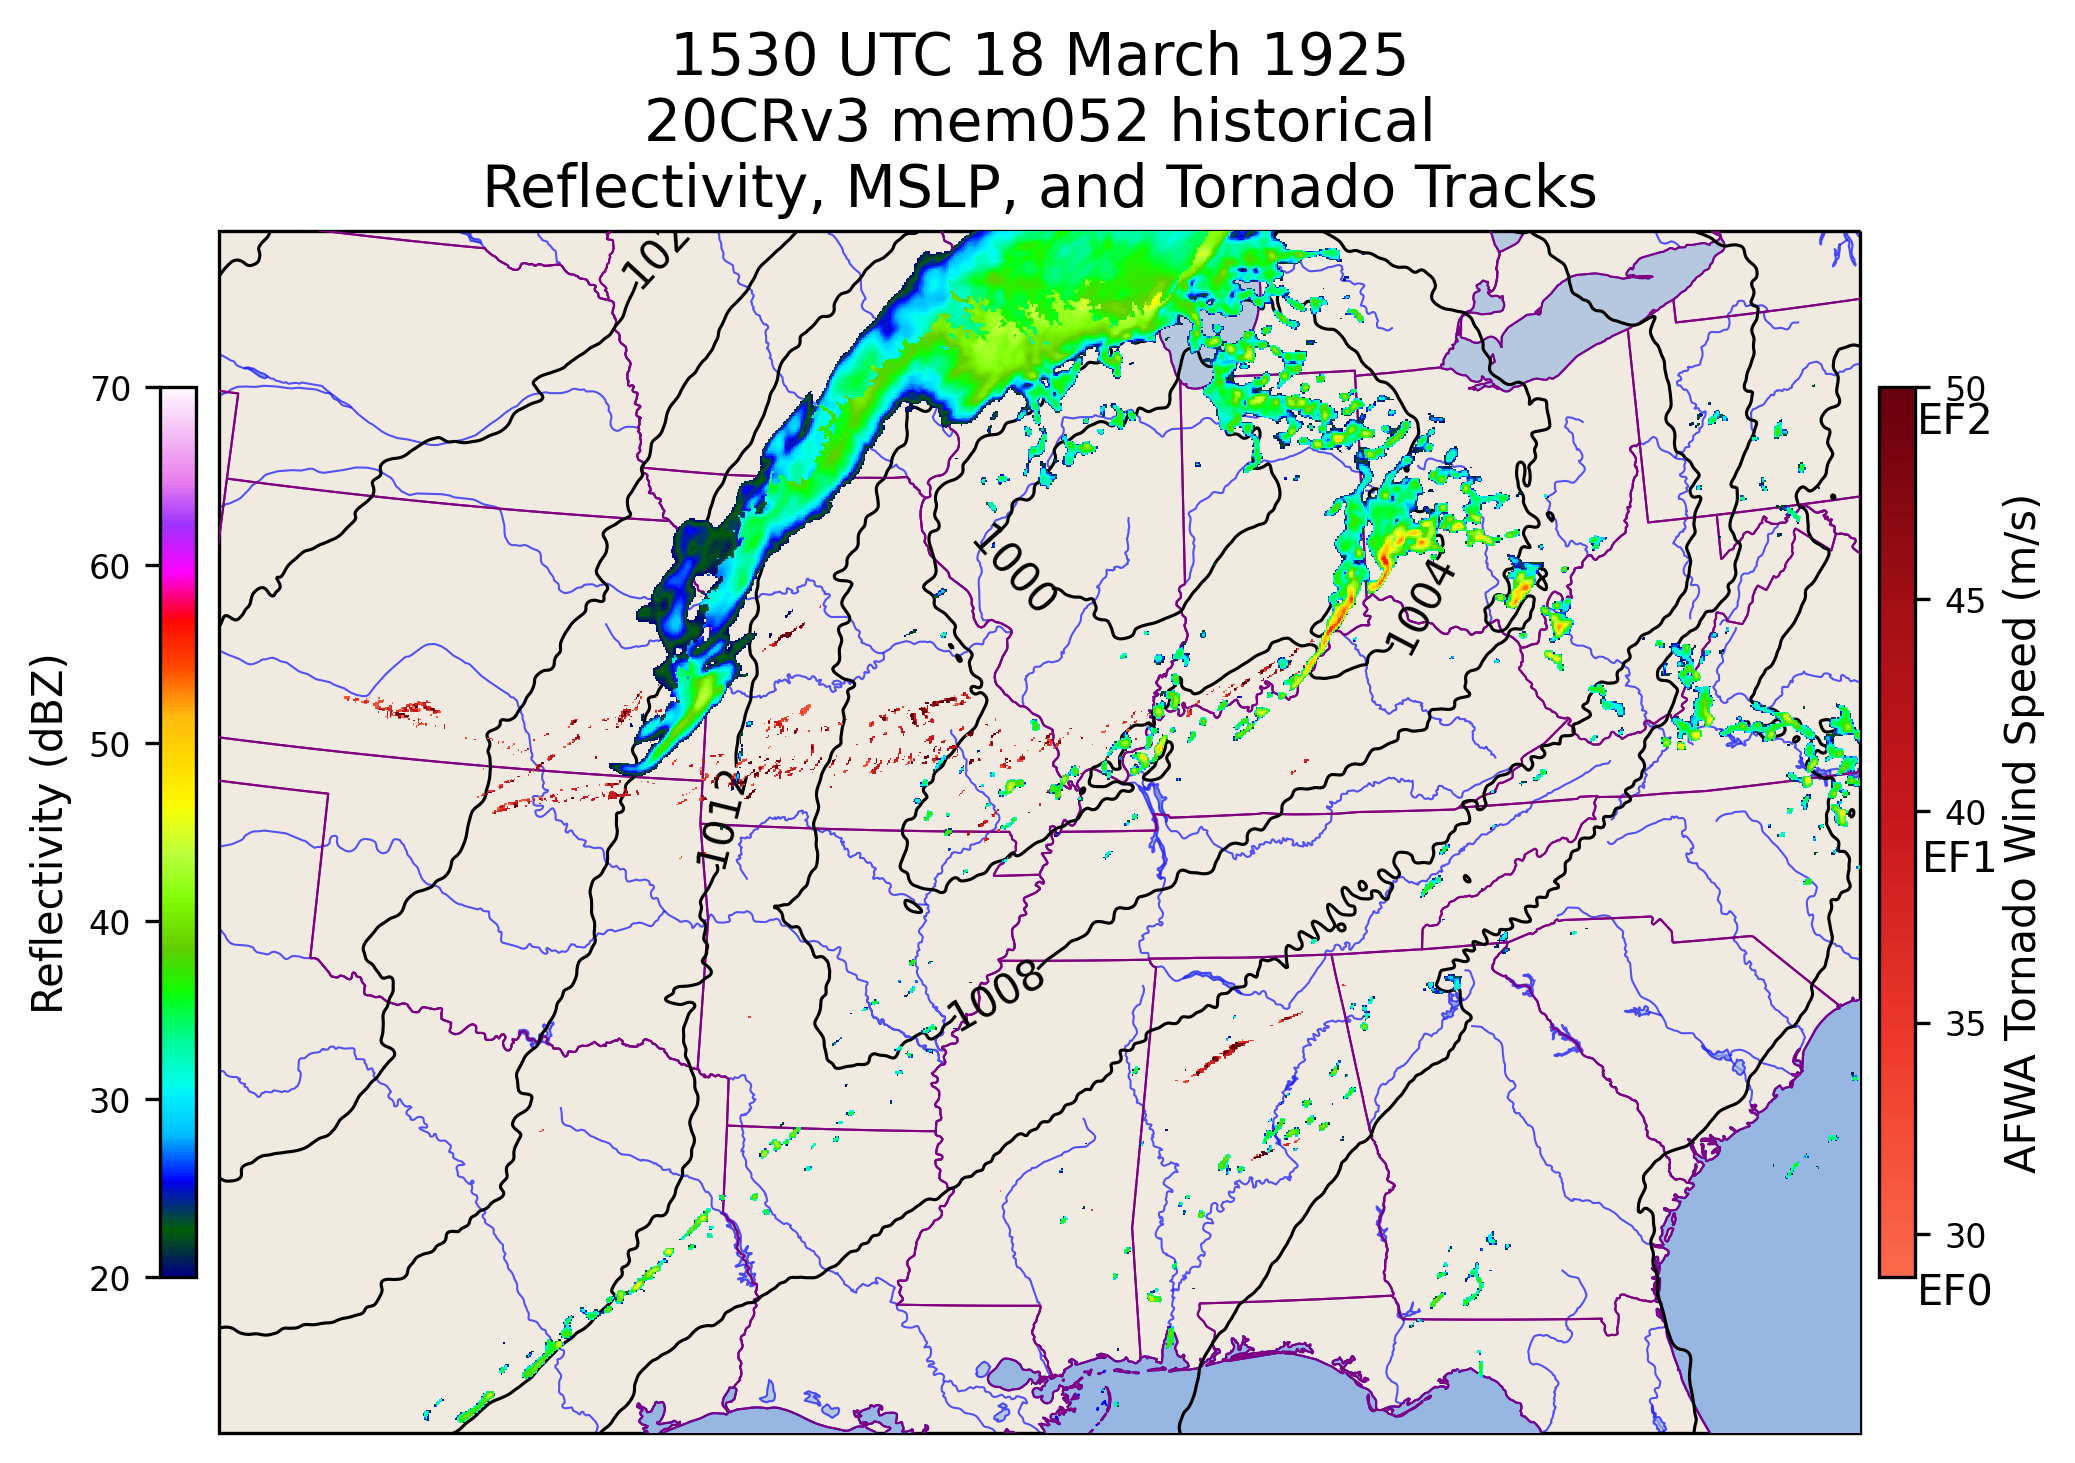 1530 UTC 18 March 1925
20CRv3 mem052 historical
Reflectivity, MSLP, and Tornado Tracks
102
1000
1004
1012
1008
70
60
50
40
30
20
Reflectivity (dBZ)
50
EF2
45
40
EF1
35
30
EF0
AFWA Tornado Wind Speed (m/s)